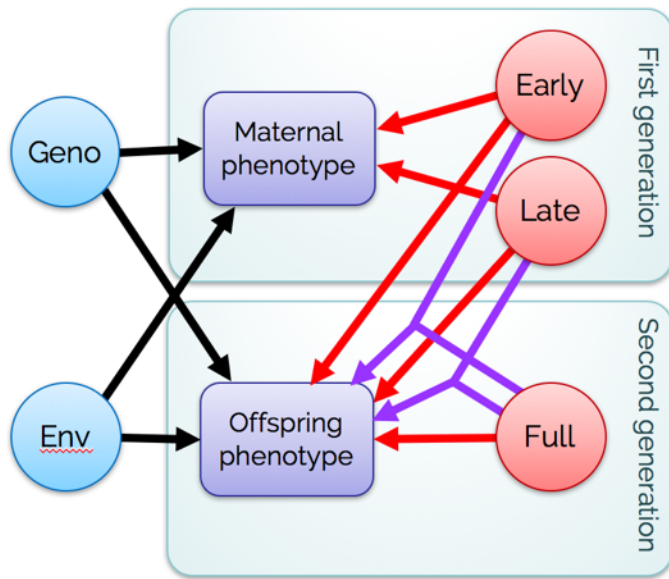 Geno
Env
Maternal
phenotype
Early
Late
First generation
Offspring
phenotype
Full
Second generation